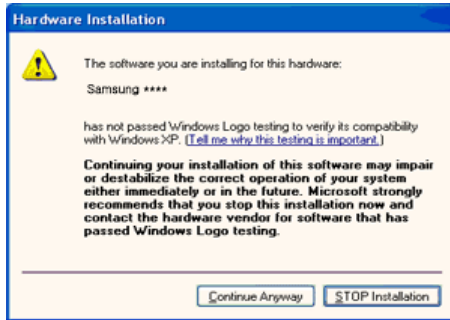 Hardware Installation
The software you are installing for this hardware:
Samsung ****
has not passed Windows Logo testing to verify its compatibility
with Windows XP. (Tell me why this testing is important.)
Continuing your installation of this software may impair
or destabilize the correct operation of your system
either immediately or in the future. Microsoft strongly
recommends that you stop this installation now and
contact the hardware vendor for software that has
passed Windows Logo testing.
Continue Anyway STOP Installation